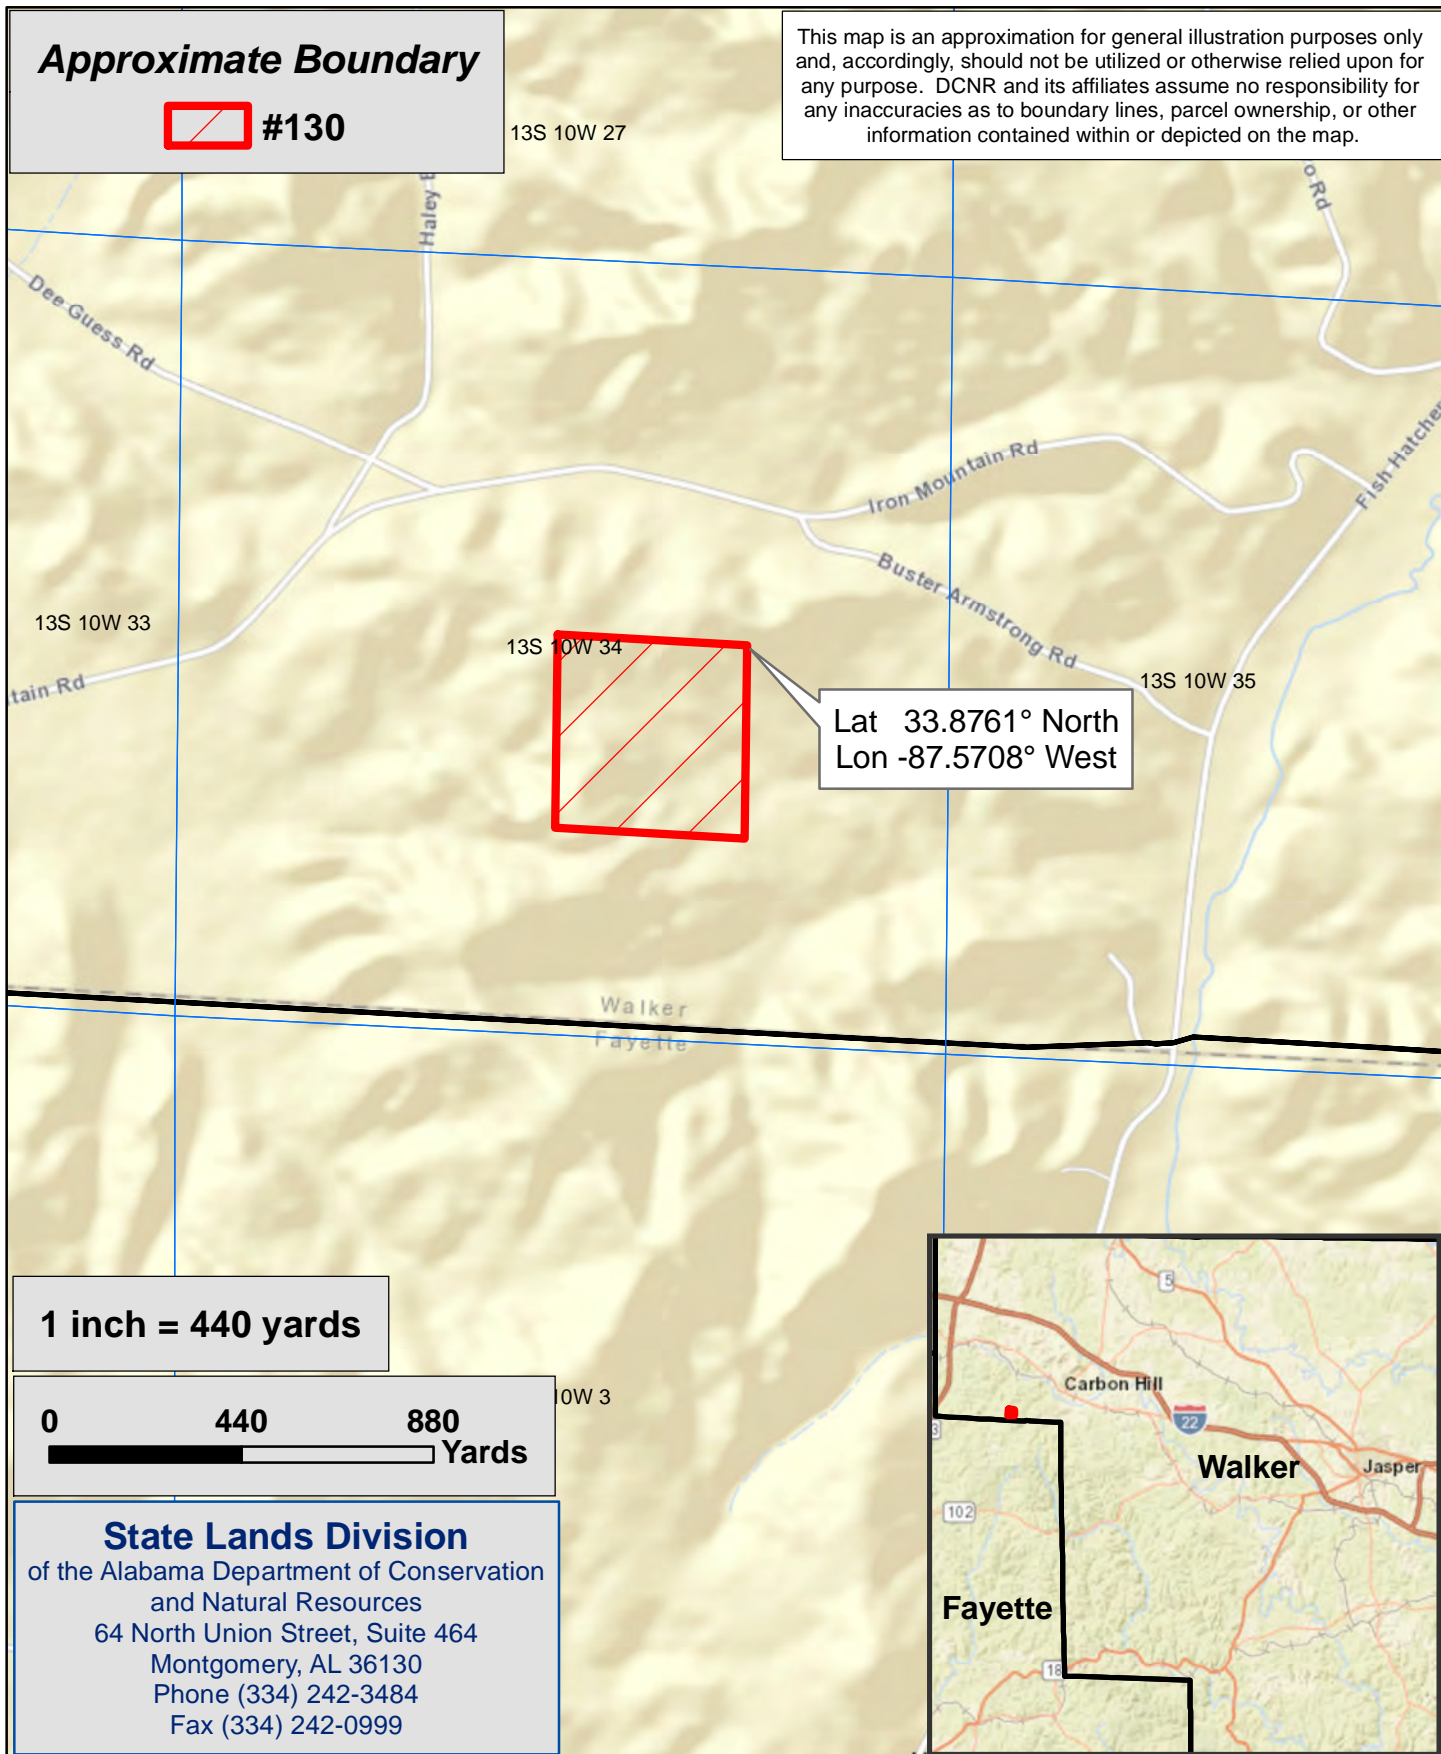 Approximate Boundary
#130
This map is an approximation for general illustration purposes only
and, accordingly, should not be utilized or otherwise relied upon for
any purpose. DCNR and its affiliates assume no responsibility for
any inaccuracies as to boundary lines, parcel ownership, or other
information contained within or depicted on the map.
13S 10W 27
Haley
o Rd
Dee Guess Rd
Iron Mountain Rd
Fish Hatcher
Buster Armstrong Rd
13S 10W 33
13S 10W 34
13S 10W 35
tain Rd
Lat 33.8761° North
Lon -87.5708° West
Walker
Fayette
1 inch = 440 yards
0 440 880
Yards
10W 3
State Lands Division
of the Alabama Department of Conservation
and Natural Resources
64 North Union Street, Suite 464
Montgomery, AL 36130
Phone (334) 242-3484
Fax (334) 242-0999
5
Carbon Hill
22
Walker
Jasper
3
102
Fayette
18